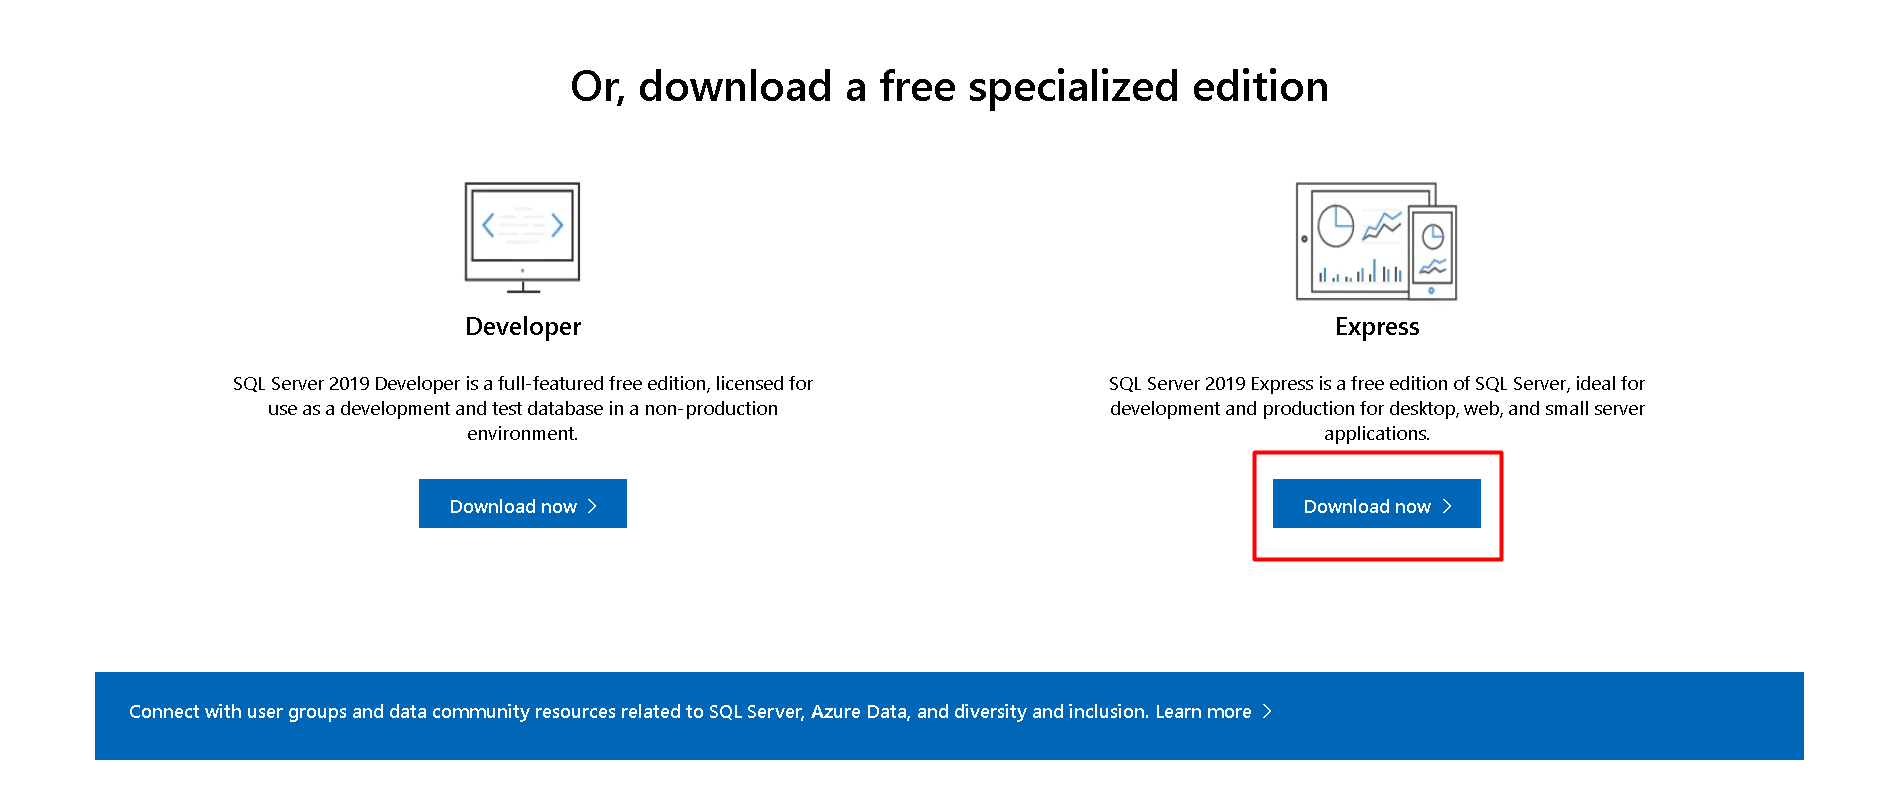 Or, download a free specialized edition
Developer
SQL Server 2019 Developer is a full-featured free edition, licensed for
use as a development and test database in a non-production
environment.
Download now
Express
SQL Server 2019 Express is a free edition of SQL Server, ideal for
development and production for desktop, web, and small server
applications.
Download now
Connect with user groups and data community resources related to SQL Server, Azure Data, and diversity and inclusion. Learn more